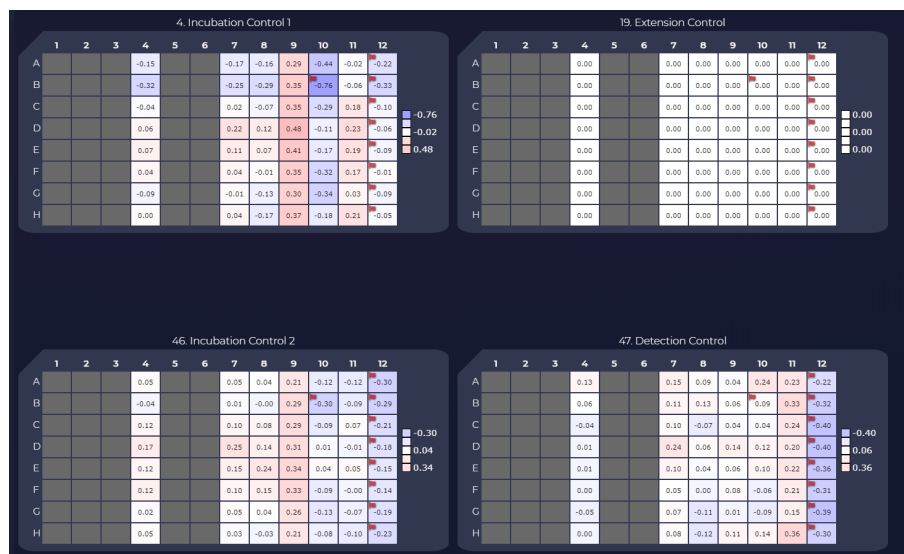 4. Incubation Control 1
1 2 3 4 5 6 7 8 9 10 11 12
A -0.15 -0.17 -0.16 0.29 -0.44 -0.02 -0.22
B -0.32 -0.25 -0.29 0.35 -0.76 -0.06 -0.33
C -0.04 0.02 -0.07 0.35 -0.29 0.18 -0.10
D 0.06 0.22 0.12 0.48 -0.11 0.23 -0.06
E 0.07 0.11 0.07 0.41 -0.17 0.19 -0.09
F 0.04 0.04 -0.01 0.35 -0.32 0.17 -0.01
G -0.09 -0.01 -0.13 0.30 -0.34 0.03 -0.09
H 0.00 0.04 -0.17 0.37 -0.18 0.21 -0.05
-0.76
-0.02
0.48
19. Extension Control
1 2 3 4 5 6 7 8 9 10 11 12
A 0.00 0.00 0.00 0.00 0.00 0.00 0.00
B 0.00 0.00 0.00 0.00 0.00 0.00 0.00
C 0.00 0.00 0.00 0.00 0.00 0.00 0.00
D 0.00 0.00 0.00 0.00 0.00 0.00 0.00
E 0.00 0.00 0.00 0.00 0.00 0.00 0.00
F 0.00 0.00 0.00 0.00 0.00 0.00 0.00
G 0.00 0.00 0.00 0.00 0.00 0.00 0.00
H 0.00 0.00 0.00 0.00 0.00 0.00 0.00
0.00
0.00
0.00
46. Incubation Control 2
1 2 3 4 5 6 7 8 9 10 11 12
A 0.05 0.05 0.04 0.21 -0.12 -0.12 -0.30
B -0.04 0.01 -0.00 0.29 -0.30 -0.09 -0.29
C 0.12 0.10 0.08 0.29 -0.09 0.07 -0.21
D 0.17 0.25 0.14 0.31 0.01 -0.01 -0.18
E 0.12 0.15 0.24 0.34 0.04 0.05 -0.15
F 0.12 0.10 0.15 0.33 -0.09 -0.00 -0.14
G 0.02 0.05 0.04 0.26 -0.13 -0.07 -0.19
H 0.05 0.03 -0.03 0.21 -0.08 -0.10 -0.23
-0.30
0.04
0.34
47. Detection Control
1 2 3 4 5 6 7 8 9 10 11 12
A 0.13 0.15 0.09 0.04 0.24 0.23 -0.22
B 0.06 0.11 0.13 0.06 0.09 0.33 -0.32
C -0.04 0.10 -0.07 0.04 0.04 0.24 -0.40
D 0.01 0.24 0.06 0.14 0.12 0.20 -0.40
E 0.01 0.10 0.04 0.06 0.10 0.22 -0.36
F 0.00 0.05 0.00 0.08 -0.06 0.21 -0.31
G -0.05 0.07 -0.11 0.01 -0.09 0.15 -0.39
H 0.00 0.08 -0.12 0.11 0.14 0.36 -0.30
-0.40
0.06
0.36